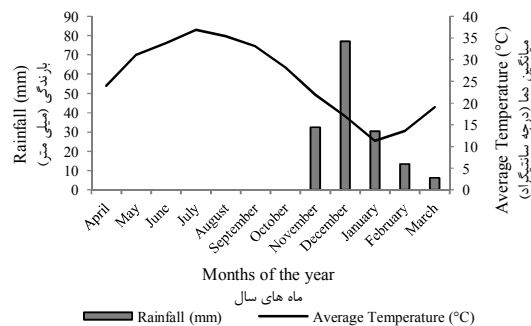 90
80
70
60
50
40
30
20
10
0
Rainfall (mm)
بارندگی (میلی متر)
40
35
30
25
20
15
10
5
0
Average Temperature (°C)
میانگین دما (درجه سانتیگراد)
April
May
June
July
August
September
October
November
December
January
February
March
Months of the year
ماه های سال
Rainfall (mm) Average Temperature (°C)